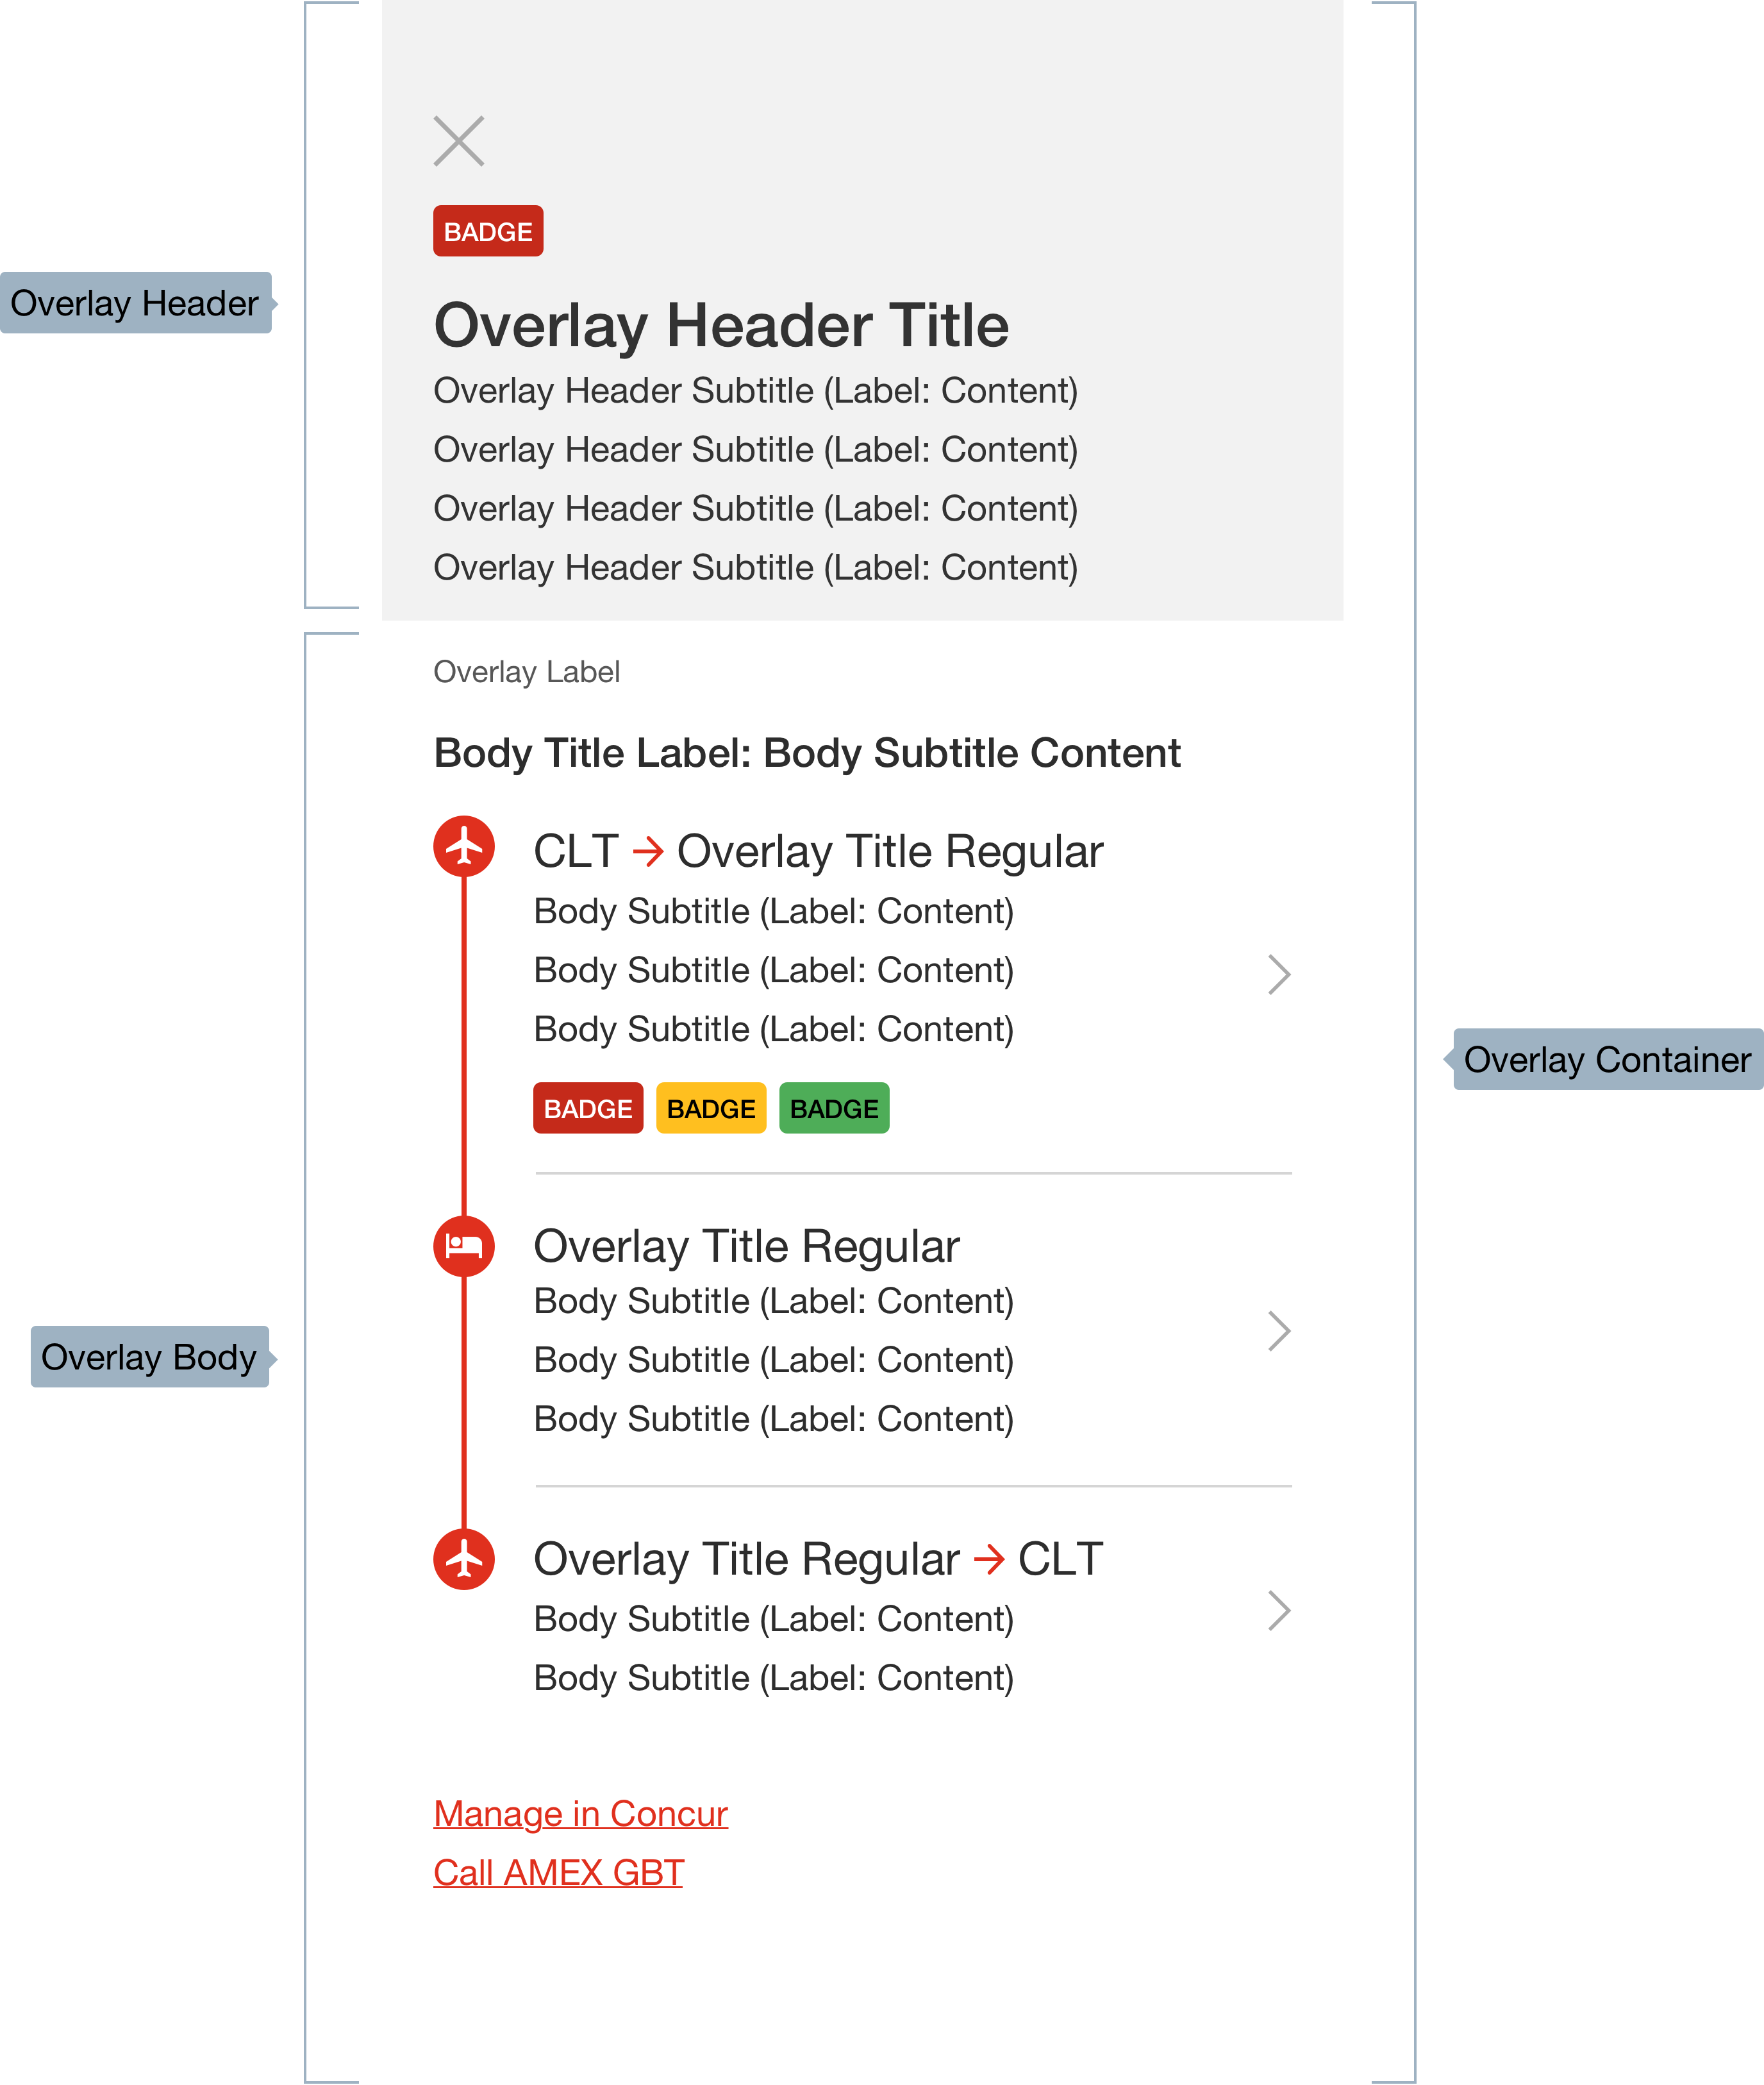 BADGE
Overlay Header
Overlay Header Title
Overlay Header Subtitle (Label: Content)
Overlay Header Subtitle (Label: Content)
Overlay Header Subtitle (Label: Content)
Overlay Header Subtitle (Label: Content)
Overlay Label
Body Title Label: Body Subtitle Content
CLT → Overlay Title Regular
Body Subtitle (Label: Content)
Body Subtitle (Label: Content)
Body Subtitle (Label: Content)
Overlay Container
BADGE BADGE BADGE
Overlay Title Regular
Body Subtitle (Label: Content)
Body Subtitle (Label: Content)
Body Subtitle (Label: Content)
Overlay Body
Overlay Title Regular → CLT
Body Subtitle (Label: Content)
Body Subtitle (Label: Content)
Manage in Concur
Call AMEX GBT